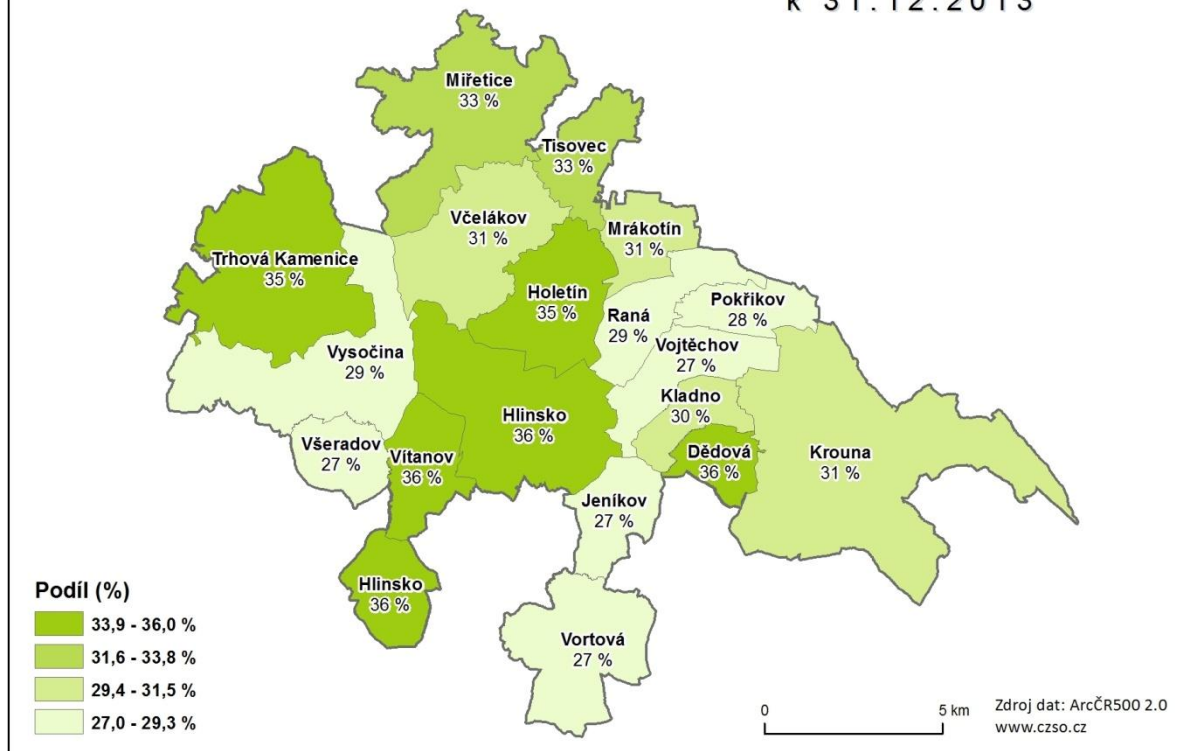 k 31.12.2013
Miřetice
33 %
Tisovec
33 %
Včelákov
31 %
Mrákotín
31 %
Trhová Kamenice
35 %
Holetín
35 %
Raná
29 %
Pokřikov
28 %
Vojtěchov
27 %
Vysočina
29 %
Kladno
30 %
Hlinsko
36 %
Všeradov
27 %
Vítanov
36 %
Dědová
36 %
Krouna
31 %
Jeníkov
27 %
Hlinsko
36 %
Vortová
27 %
Podíl (%)
33,9 - 36,0 %
31,6 - 33,8 %
29,4 - 31,5 %
27,0 - 29,3 %
0
5 km
Zdroj dat: ArcČR500 2.0
www.czso.cz